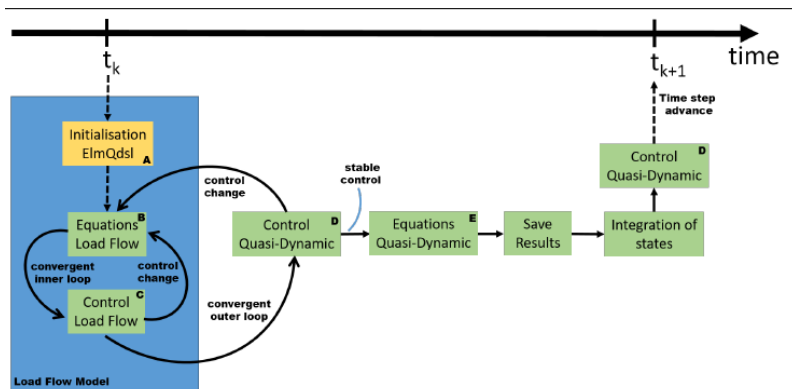 t_k
t_k+1
time
Time step
advance
Initialisation
ElmQdsl
A
Control
Quasi-Dynamic
D
stable
control
control
change
Equations
Load Flow
B
Control
Quasi-Dynamic
D
Equations
Quasi-Dynamic
E
Save
Results
Integration of
states
convergent
inner loop
control
change
Control
Load Flow
C
convergent
outer loop
Load Flow Model